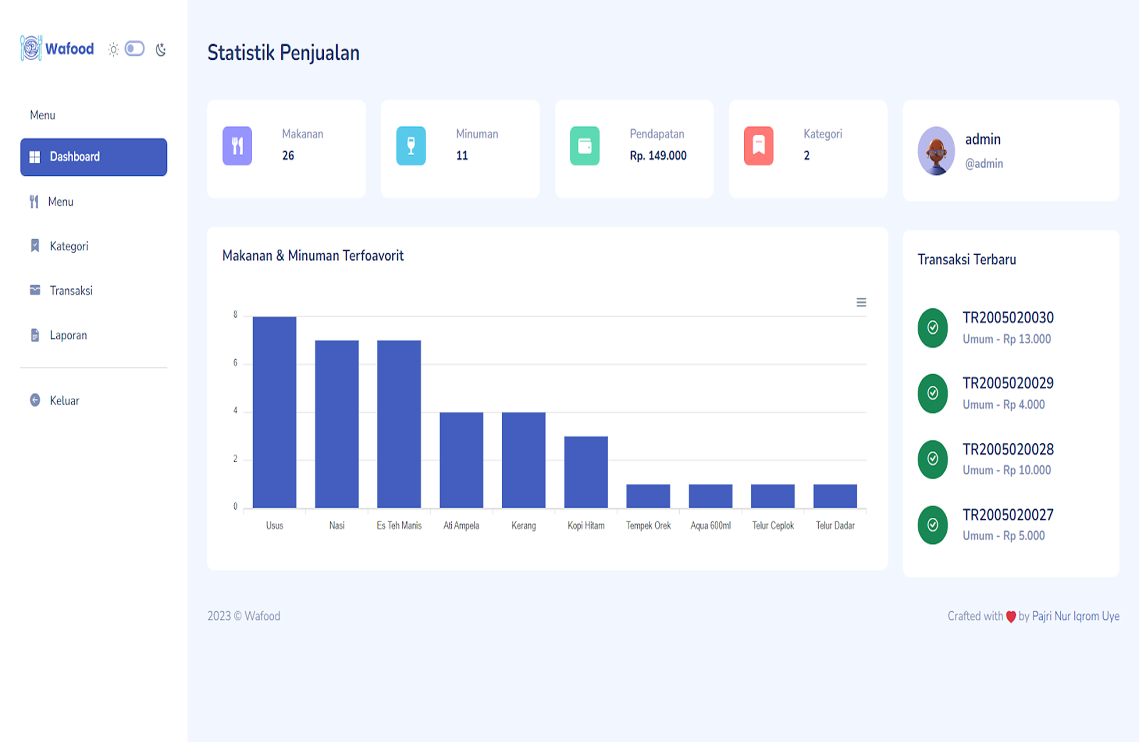 Wafood
Menu
Dashboard
Menu
Kategori
Transaksi
Laporan
Keluar
Statistik Penjualan
Makanan
26
Minuman
11
Pendapatan
Rp. 149.000
Kategori
2
admin
@admin
Makanan & Minuman Terfoavorit
8
6
4
2
0
Usus Nasi Es Teh Manis Ati Ampela Kerang Kopi Hitam Tempek Orek Aqua 600ml Telur Ceplok Telur Dadar
Transaksi Terbaru
TR2005020030
Umum - Rp 13.000
TR2005020029
Umum - Rp 4.000
TR2005020028
Umum - Rp 10.000
TR2005020027
Umum - Rp 5.000
2023 © Wafood
Crafted with ❤ by Pajri Nur Iqrom Uye